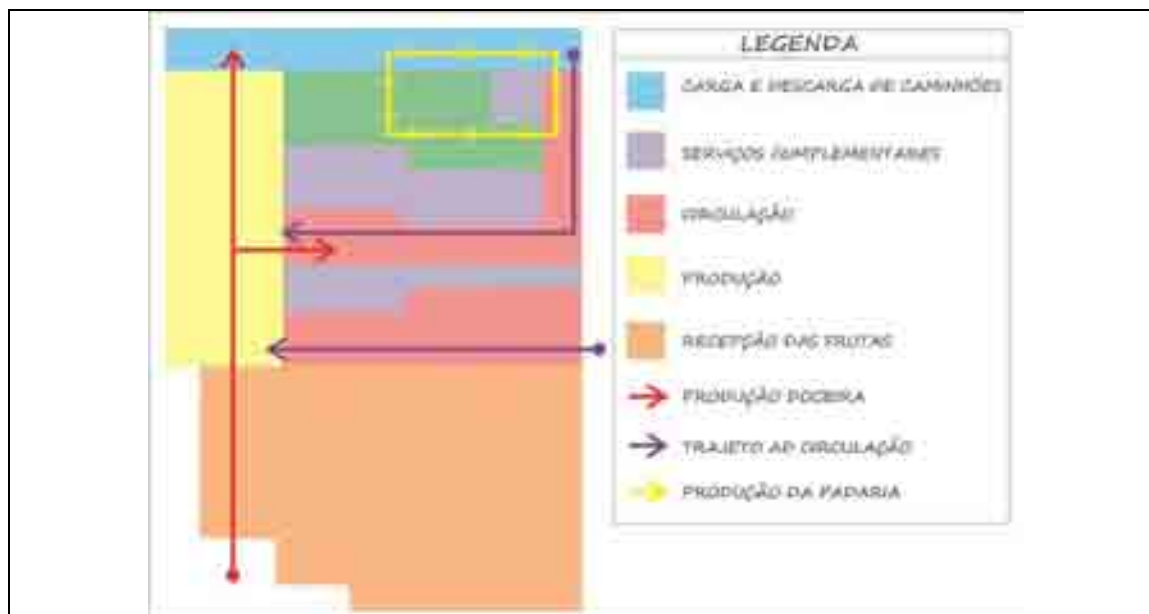 LEGENDA
CARGA E DESCARGA DE CAMINHÕES
SERVIÇOS COMPLEMENTARES
CIRCULAÇÃO
PRODUÇÃO
RECEPÇÃO DAS FRUTAS
PRODUÇÃO DOCEIRA
TRAJETO AD CIRCULAÇÃO
PRODUÇÃO DA PADARIA